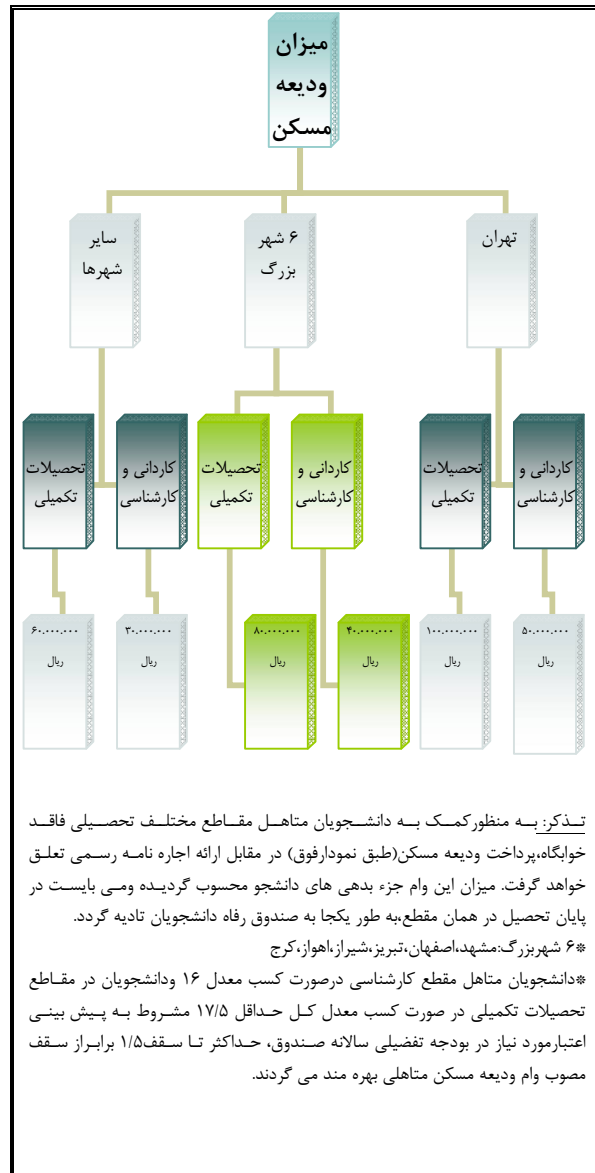 میزان
ودیعه
مسکن
تهران
۶ شهر
بزرگ
سایر
شهرها
کاردانی و
کارشناسی
تحصیلات
تکمیلی
کاردانی و
کارشناسی
تحصیلات
تکمیلی
کاردانی و
کارشناسی
تحصیلات
تکمیلی
۵۰.۰۰۰.۰۰۰
ریال
۱۰۰.۰۰۰.۰۰۰
ریال
۴۰.۰۰۰.۰۰۰
ریال
۸۰.۰۰۰.۰۰۰
ریال
۳۰.۰۰۰.۰۰۰
ریال
۶۰.۰۰۰.۰۰۰
ریال
تذکر: به منظورکمک به دانشجویان متاهل مقاطع مختلف تحصیلی فاقد
خوابگاه،پرداخت ودیعه مسکن(طبق نمودارفوق) در مقابل ارائه اجاره نامه رسمی تعلق
خواهد گرفت. میزان این وام جزء بدهی های دانشجو محسوب گردیده ومی بایست در
پایان تحصیل در همان مقطع،به طور یکجا به صندوق رفاه دانشجویان تادیه گردد.
*۶ شهربزرگ:مشهد،اصفهان،تبریز،شیراز،اهواز،کرج
*دانشجویان متاهل مقطع کارشناسی درصورت کسب معدل ۱۶ ودانشجویان در مقاطع
تحصیلات تکمیلی در صورت کسب معدل کل حداقل ۱۷/۵ مشروط به پیش بینی
اعتبارمورد نیاز در بودجه تفضیلی سالانه صندوق، حداکثر تا سقف۱/۵ برابراز سقف
مصوب وام ودیعه مسکن متاهلی بهره مند می گردند.